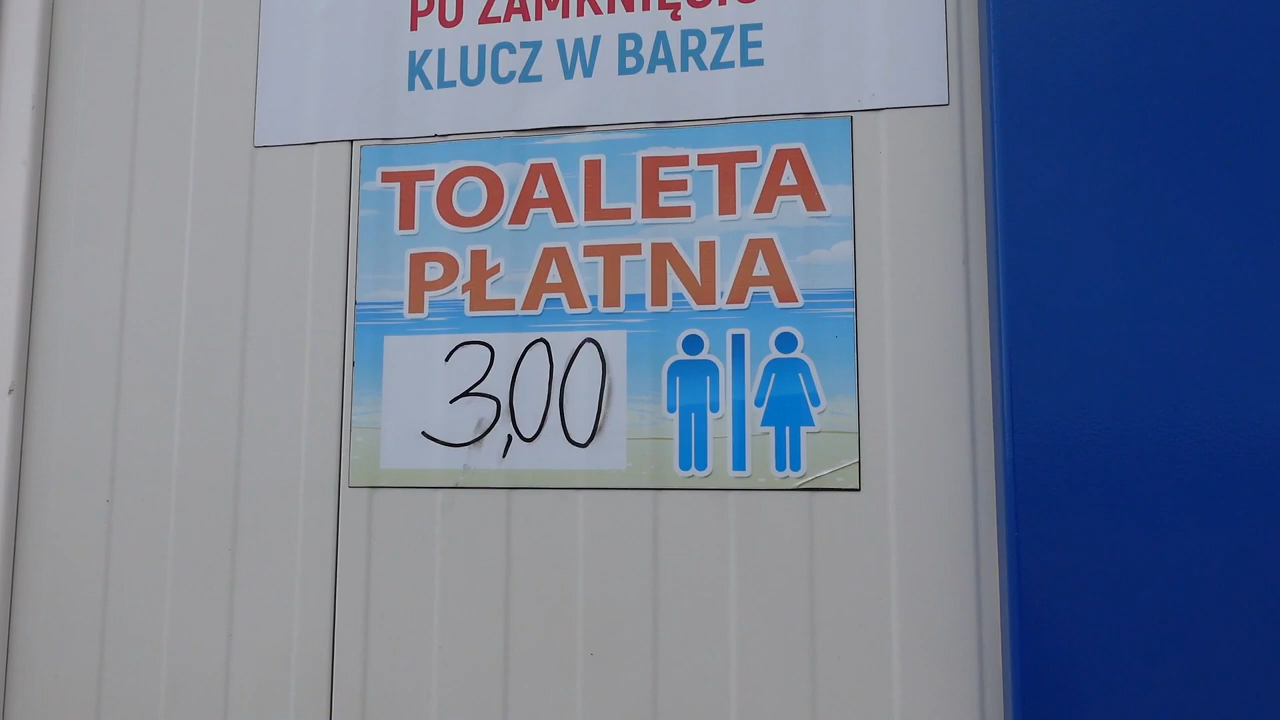 PO ZAMKNIĘCIU
KLUCZ W BARZE
TOALETA
PŁATNA
3,00